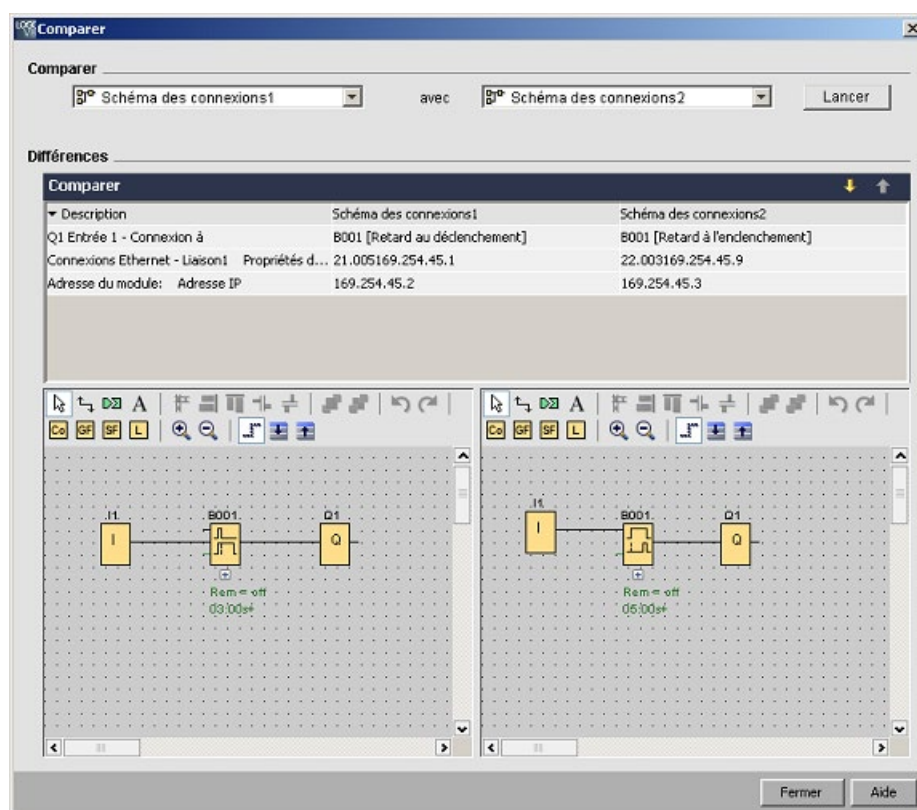 Comparer
Comparer
Schéma des connexions1 avec Schéma des connexions2 Lancer
Différences
Comparer
Description Schéma des connexions1 Schéma des connexions2
Q1 Entrée 1 - Connexion à B001 [Retard au déclenchement] B001 [Retard à l'enclenchement]
Connexions Ethernet - Liaison1 Propriétés d... 21.005169.254.45.1 22.003169.254.45.9
Adresse du module: Adresse IP 169.254.45.2 169.254.45.3
A
Co GF SF L
A
Co GF SF L
I1 B001 Q1
I Q
Rem = off
03:00s+
I1 B001 Q1
I Q
Rem = off
05:00s+
Fermer Aide